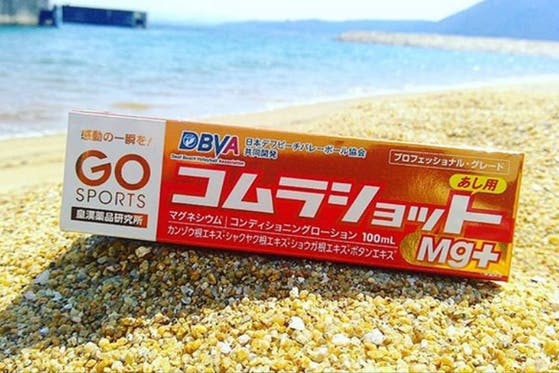 感動の一瞬を!
GO
SPORTS
皇漢薬品研究所
DBVA
Deaf Beach Volleyball Association
日本デフビーチバレーボール協会
共同開発
プロフェッショナル・グレード
あし用
コムラショット
Mg+
マグネシウム|コンディショニングローション 100mL
カンゾウ根エキス・シャクヤク根エキス・ショウガ根エキス・ボタンエキス